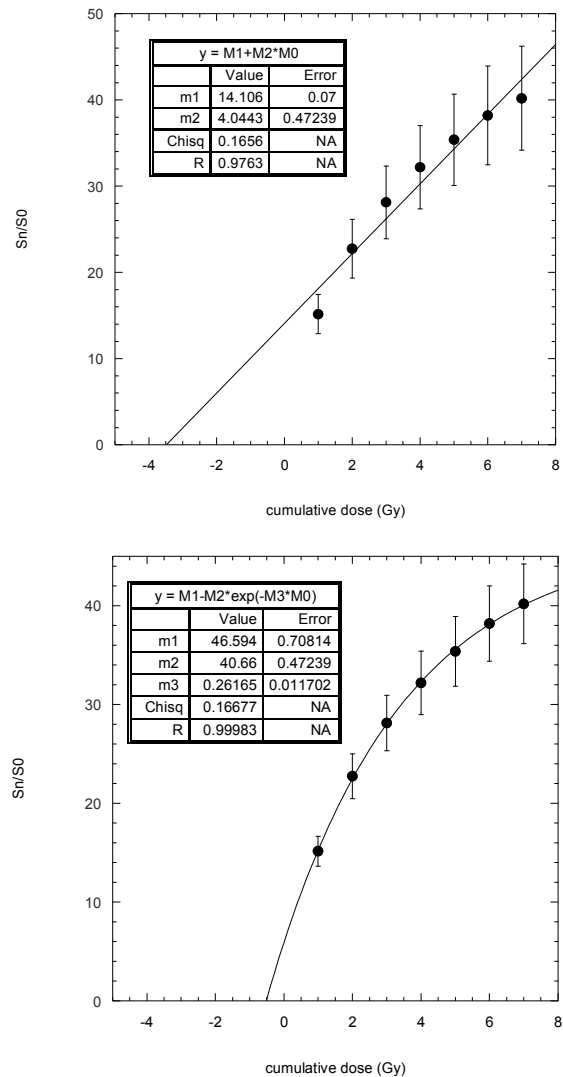 50
40
30
20
10
0
Sn/S0
y = M1+M2*M0
Value Error
m1 14.106 0.07
m2 4.0443 0.47239
Chisq 0.1656 NA
R 0.9763 NA
-4 -2 0 2 4 6 8
cumulative dose (Gy)
40
30
20
10
0
Sn/S0
y = M1-M2*exp(-M3*M0)
Value Error
m1 46.594 0.70814
m2 40.66 0.47239
m3 0.26165 0.011702
Chisq 0.16677 NA
R 0.99983 NA
-4 -2 0 2 4 6 8
cumulative dose (Gy)